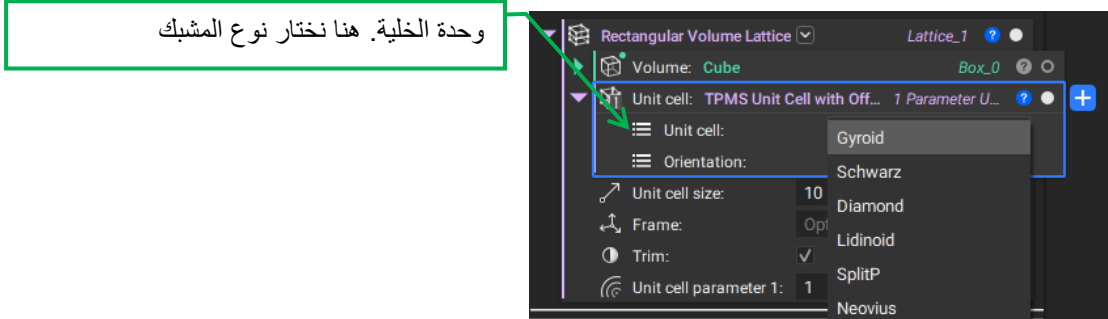 وحدة الخلية. هنا نختار نوع المشبك
Rectangular Volume Lattice Lattice_1 ?
Volume: Cube Box_0 ?
Unit cell: TPMS Unit Cell with Off... 1 Parameter U... ? +
Unit cell:
Gyroid
Orientation:
Schwarz
Unit cell size: 10
Diamond
Frame: Opt
Lidinoid
Trim:
SplitP
Unit cell parameter 1: 1
Neovius